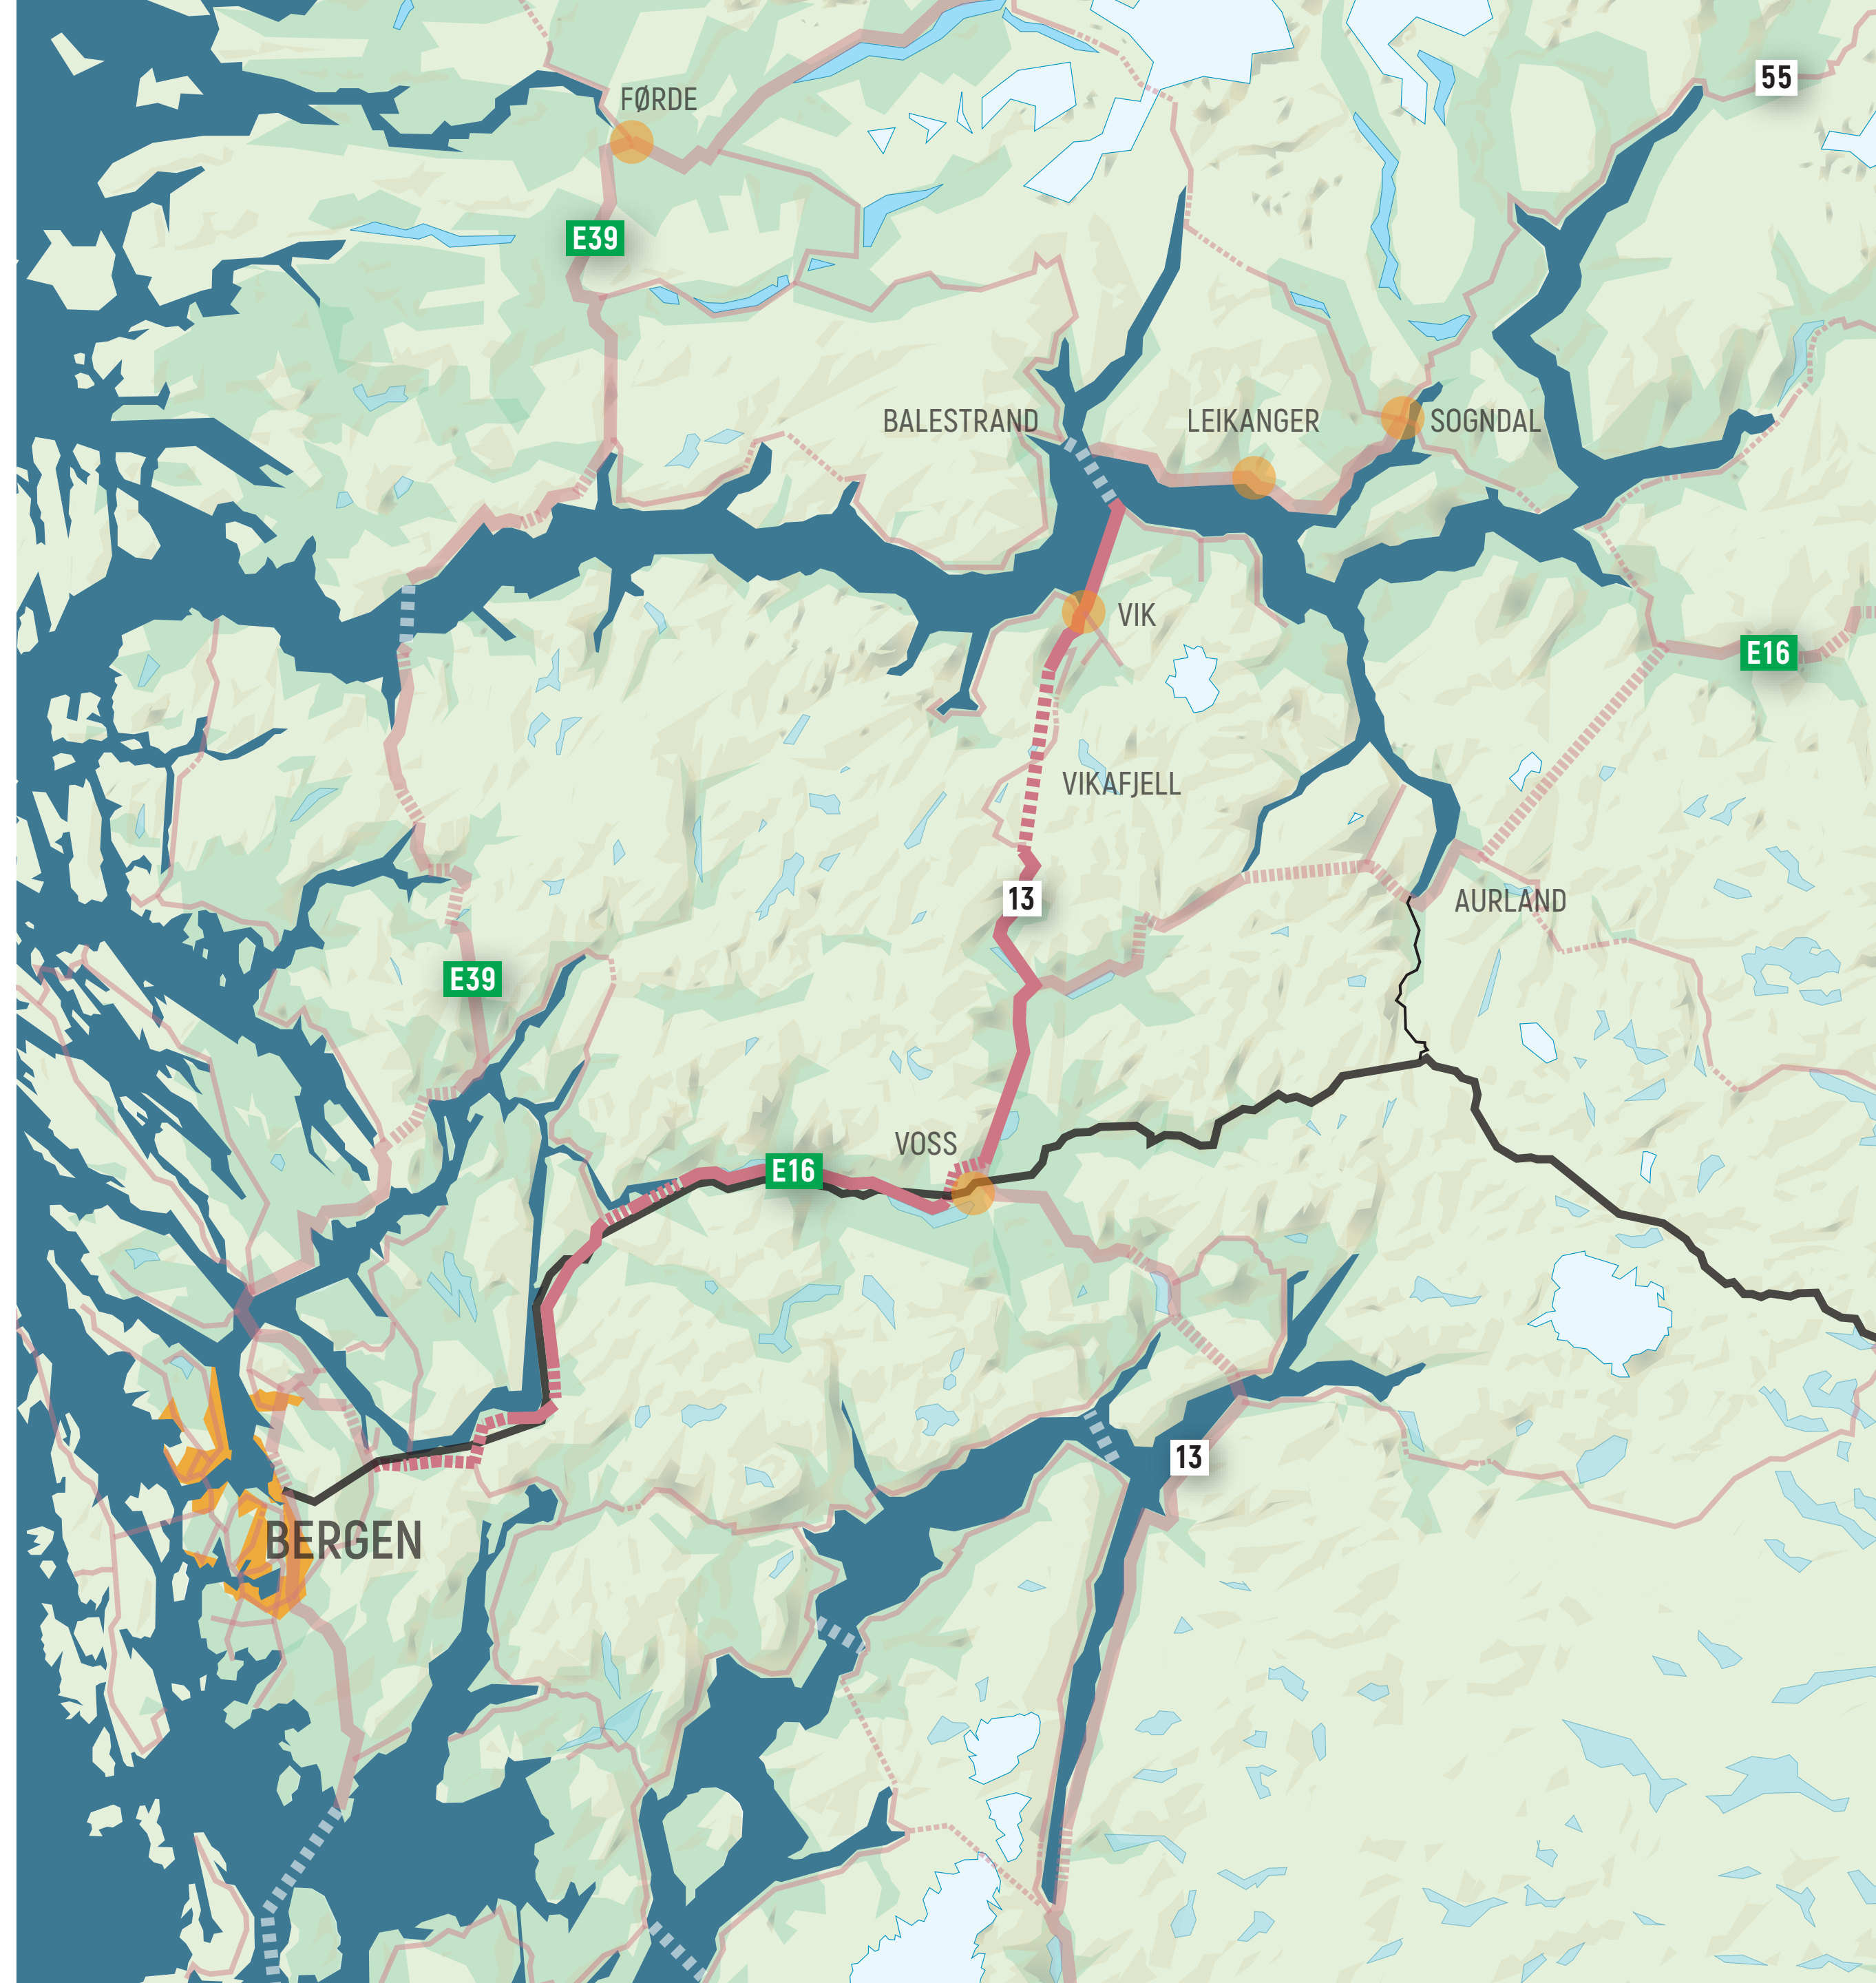 55
FØRDE
E39
BALESTRAND
LEIKANGER
SOGNDAL
VIK
E16
VIKAFJELL
13
AURLAND
E39
VOSS
E16
13
BERGEN